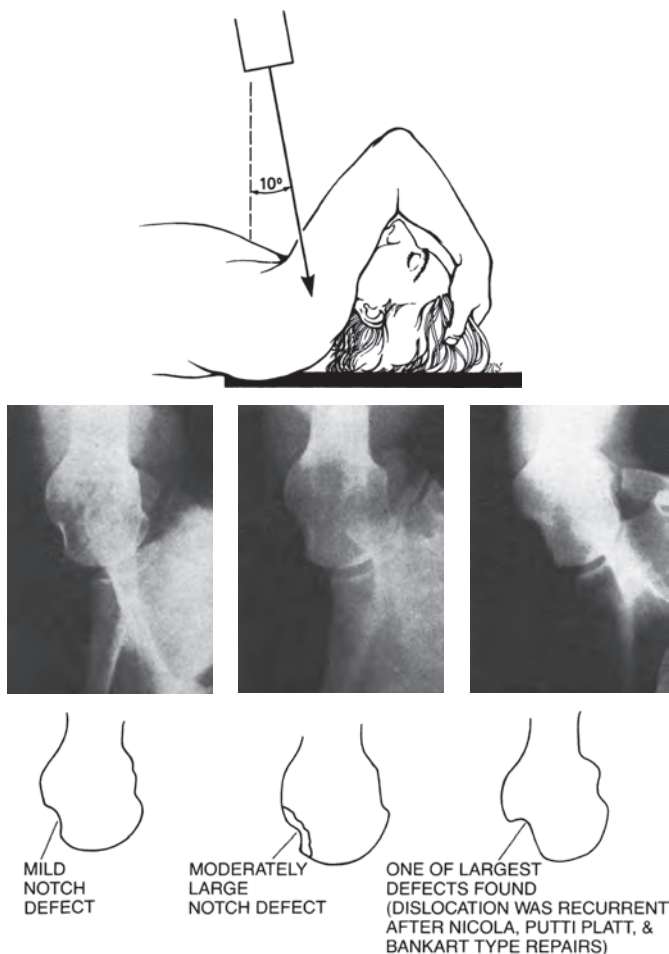 10º
MILD
NOTCH
DEFECT
MODERATELY
LARGE
NOTCH DEFECT
ONE OF LARGEST
DEFECTS FOUND
(DISLOCATION WAS RECURRENT
AFTER NICOLA, PUTTI PLATT, &
BANKART TYPE REPAIRS)